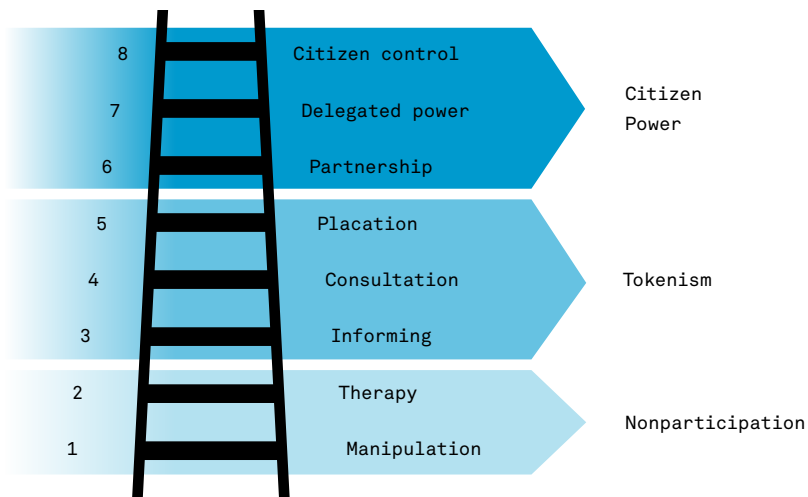 8 Citizen control
7 Delegated power
6 Partnership
Citizen
Power
5 Placation
4 Consultation
3 Informing
Tokenism
2 Therapy
1 Manipulation
Nonparticipation